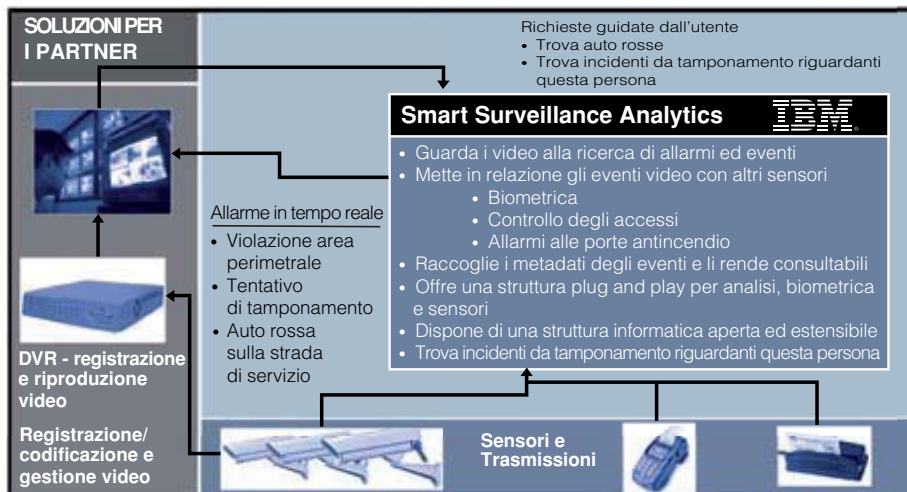 SOLUZIONI PER
I PARTNER
Richieste guidate dall'utente
• Trova auto rosse
• Trova incidenti da tamponamento riguardanti
questa persona
Smart Surveillance Analytics
IBM®
• Guarda i video alla ricerca di allarmi ed eventi
• Mette in relazione gli eventi video con altri sensori
• Biometrica
• Controllo degli accessi
• Allarmi alle porte antincendio
• Raccoglie i metadati degli eventi e li rende consultabili
• Offre una struttura plug and play per analisi, biometrica
e sensori
• Dispone di una struttura informatica aperta ed estensibile
• Trova incidenti da tamponamento riguardanti questa persona
Allarme in tempo reale
• Violazione area
perimetrale
• Tentativo
di tamponamento
• Auto rossa
sulla strada
di servizio
DVR - registrazione
e riproduzione
video
Registrazione/
codificazione e
gestione video
Sensori e
Trasmissioni